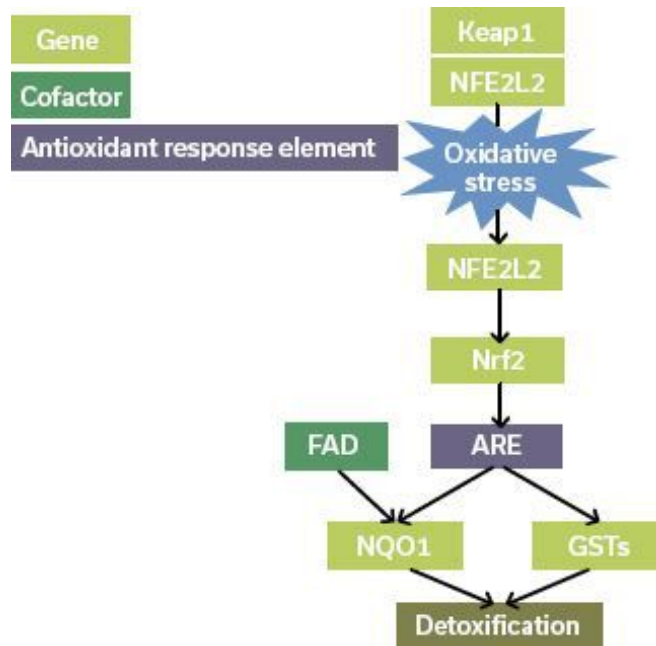 Gene
Cofactor
Antioxidant response element
Keap1
NFE2L2
Oxidative
stress
NFE2L2
Nrf2
FAD
ARE
NQO1
GSTs
Detoxification